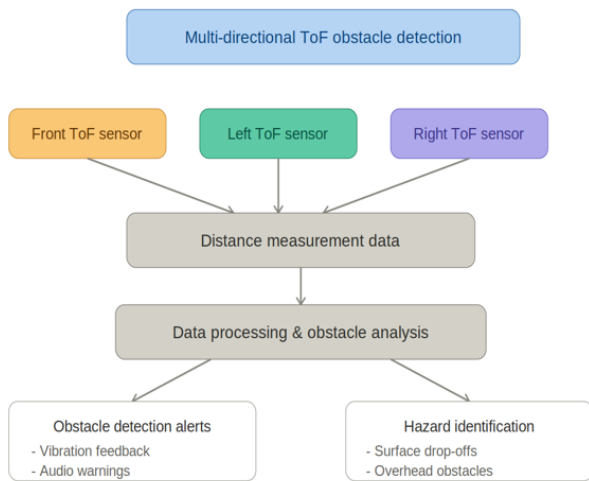 Multi-directional ToF obstacle detection
Front ToF sensor
Left ToF sensor
Right ToF sensor
Distance measurement data
Data processing & obstacle analysis
Obstacle detection alerts
- Vibration feedback
- Audio warnings
Hazard identification
- Surface drop-offs
- Overhead obstacles